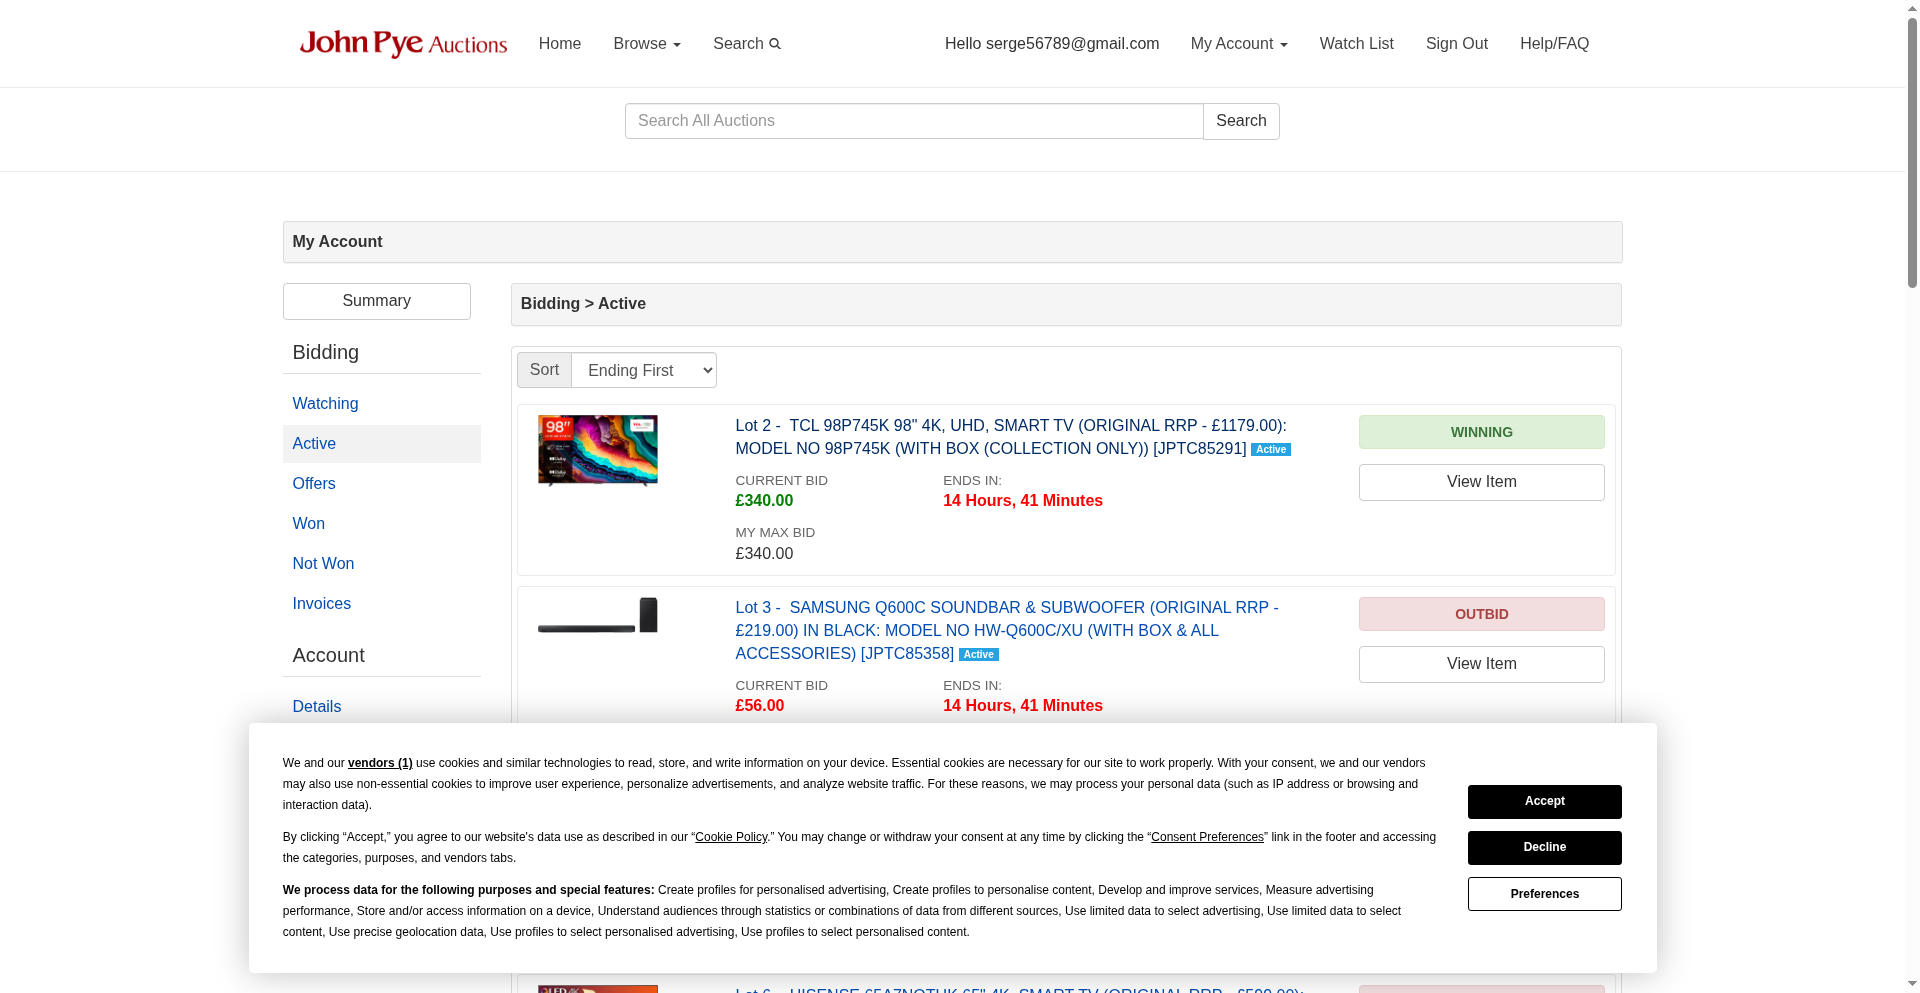 John Pye Auctions
Home
Browse
Search
Hello serge56789@gmail.com
My Account
Watch List
Sign Out
Help/FAQ
Search All Auctions
Search
My Account
Summary
Bidding
Watching
Active
Offers
Won
Not Won
Invoices
Account
Details
Bidding > Active
Sort
Ending First
98"
Lot 2 - TCL 98P745K 98" 4K, UHD, SMART TV (ORIGINAL RRP - £1179.00):
MODEL NO 98P745K (WITH BOX (COLLECTION ONLY)) [JPTC85291] Active
CURRENT BID
£340.00
ENDS IN:
14 Hours, 41 Minutes
MY MAX BID
£340.00
WINNING
View Item
Lot 3 - SAMSUNG Q600C SOUNDBAR & SUBWOOFER (ORIGINAL RRP -
£219.00) IN BLACK: MODEL NO HW-Q600C/XU (WITH BOX & ALL
ACCESSORIES) [JPTC85358] Active
CURRENT BID
£56.00
ENDS IN:
14 Hours, 41 Minutes
OUTBID
View Item
We and our vendors (1) use cookies and similar technologies to read, store, and write information on your device. Essential cookies are necessary for our site to work properly. With your consent, we and our vendors
may also use non-essential cookies to improve user experience, personalize advertisements, and analyze website traffic. For these reasons, we may process your personal data (such as IP address or browsing and
interaction data).
By clicking “Accept,” you agree to our website's data use as described in our “Cookie Policy.” You may change or withdraw your consent at any time by clicking the “Consent Preferences” link in the footer and accessing
the categories, purposes, and vendors tabs.
We process data for the following purposes and special features: Create profiles for personalised advertising, Create profiles to personalise content, Develop and improve services, Measure advertising
performance, Store and/or access information on a device, Understand audiences through statistics or combinations of data from different sources, Use limited data to select advertising, Use limited data to select
content, Use precise geolocation data, Use profiles to select personalised advertising, Use profiles to select personalised content.
Accept
Decline
Preferences
Lot 6 - HISENSE 65A7NQTUK 65" 4K, SMART TV (ORIGINAL RRP - £599.00):